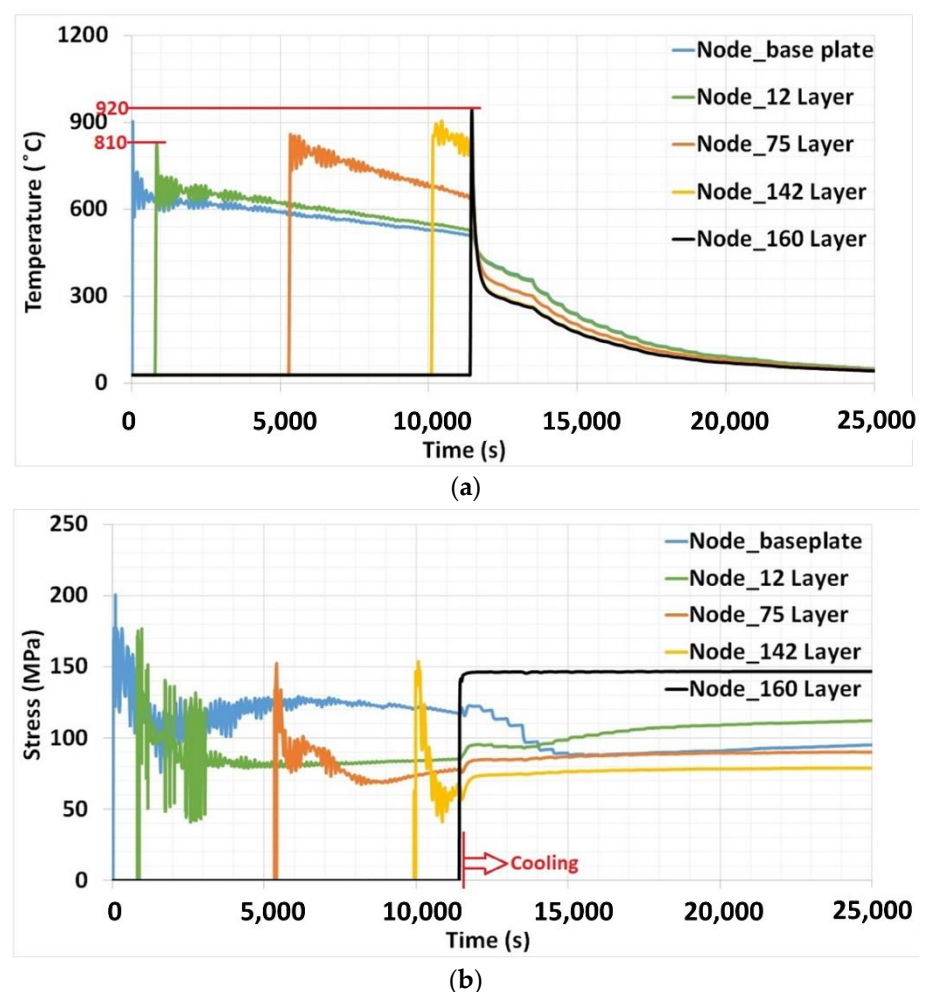 1200
900
600
300
0
920
810
Temperature (˚C)
Node_base plate
Node_12 Layer
Node_75 Layer
Node_142 Layer
Node_160 Layer
0 5,000 10,000 15,000 20,000 25,000
Time (s)
(a)
250
200
150
100
50
0
Stress (MPa)
Node_baseplate
Node_12 Layer
Node_75 Layer
Node_142 Layer
Node_160 Layer
Cooling
0 5,000 10,000 15,000 20,000 25,000
Time (s)
(b)